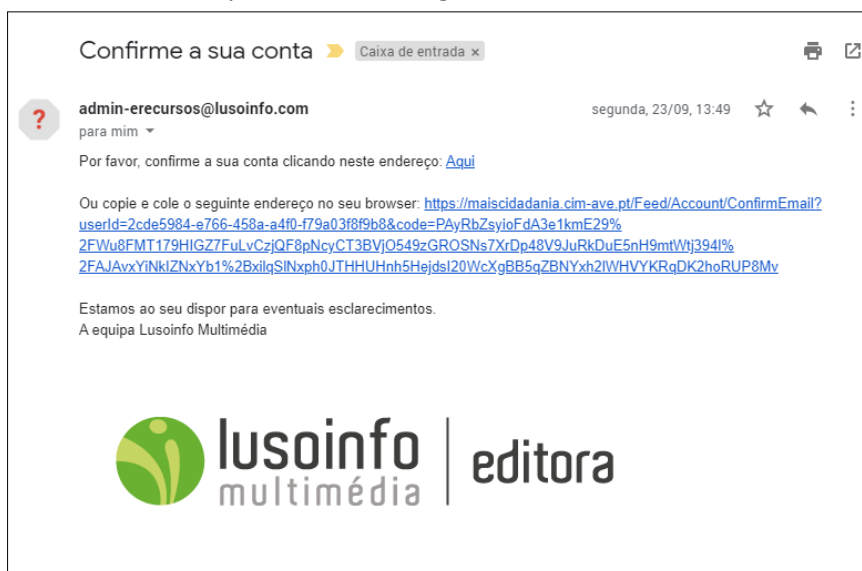 Confirme a sua conta Caixa de entrada ×
admin-erecursos@lusoinfo.com segunda, 23/09, 13:49
para mim
Por favor, confirme a sua conta clicando neste endereço: Aqui
Ou copie e cole o seguinte endereço no seu browser: https://maiscidadania.cim-ave.pt/Feed/Account/ConfirmEmail?
userId=2cde5984-e766-458a-a4f0-f79a03f8f9b8&code=PAyRbZsyioFdA3e1kmE29%
2FWu8FMT179HIGZ7FuLvCzjQF8pNcyCT3BVjO549zGROSNs7XrDp48V9JuRkDuE5nH9mtWtj394I%
2FAJAvxYiNkIZNxYb1%2BxilqSINxph0JTHHUHnh5HejdsI20WcXgBB5qZBNYxh2lWHVYKRqDK2hoRUP8Mv
Estamos ao seu dispor para eventuais esclarecimentos.
A equipa Lusoinfo Multimédia
lusoinfo
multimédia
editora